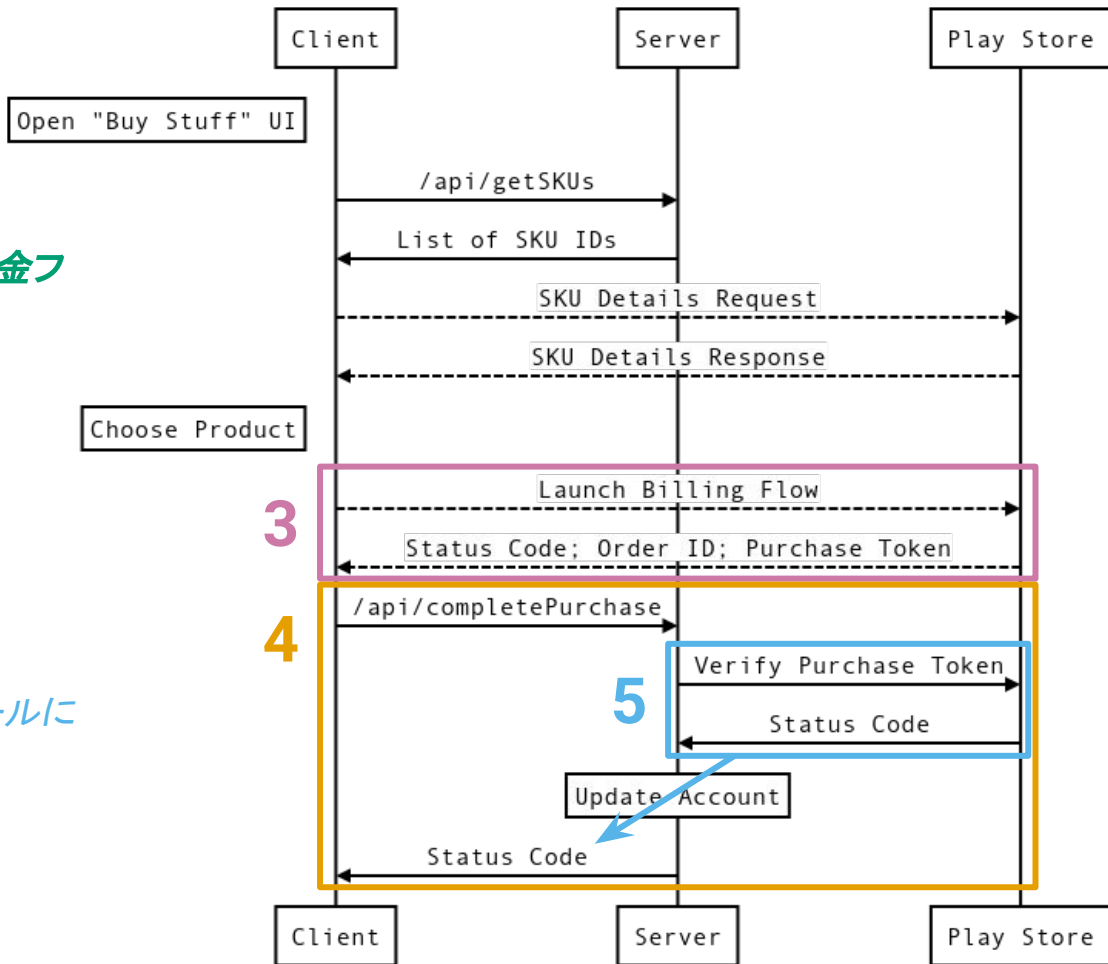 Client
Server
Play Store
Open "Buy Stuff" UI
/api/getSKUs
List of SKU IDs
金フ
SKU Details Request
SKU Details Response
Choose Product
3
Launch Billing Flow
Status Code; Order ID; Purchase Token
4
/api/completePurchase
5
Verify Purchase Token
ールに
Status Code
Update Account
Status Code
Client
Server
Play Store